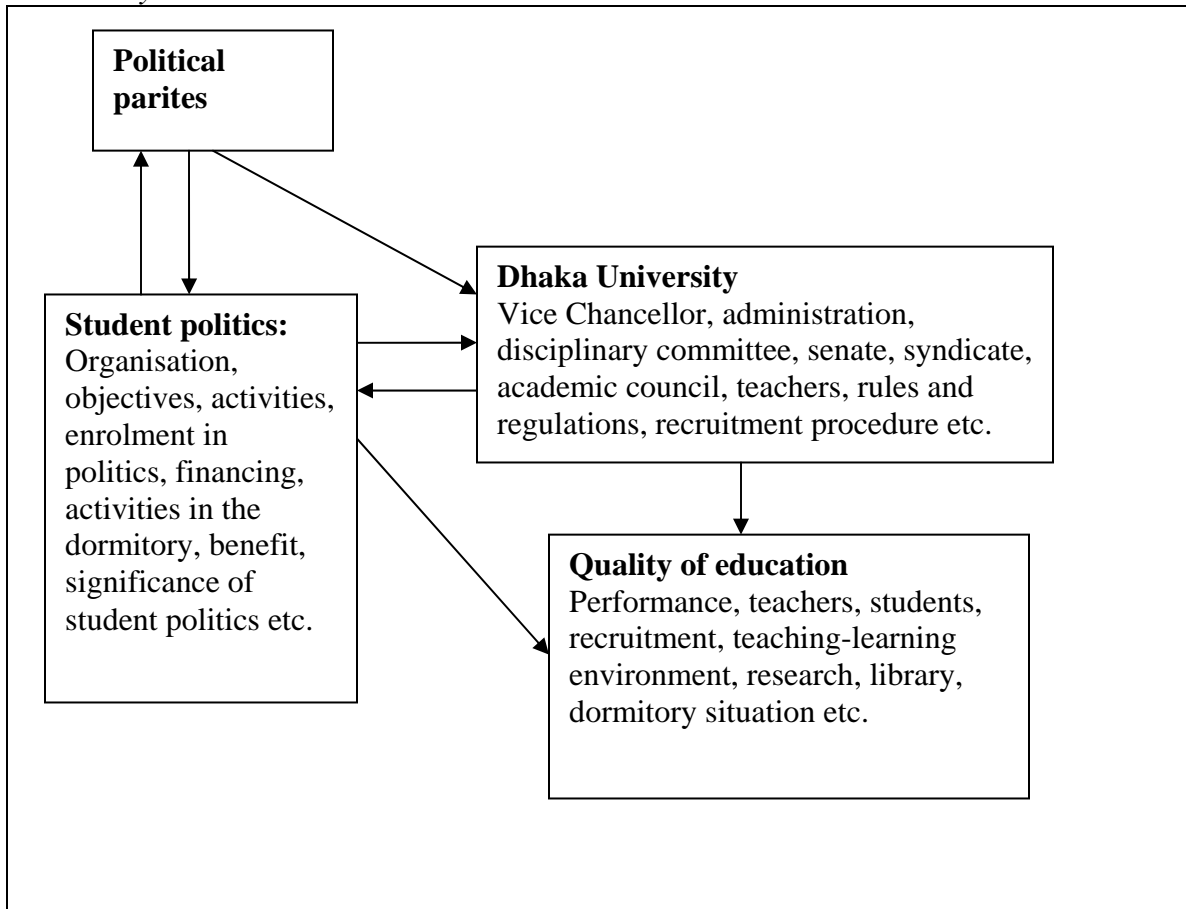 Political
parites
Dhaka University
Vice Chancellor, administration,
disciplinary committee, senate, syndicate,
academic council, teachers, rules and
regulations, recruitment procedure etc.
Student politics:
Organisation,
objectives, activities,
enrolment in
politics, financing,
activities in the
dormitory, benefit,
significance of
student politics etc.
Quality of education
Performance, teachers, students,
recruitment, teaching-learning
environment, research, library,
dormitory situation etc.